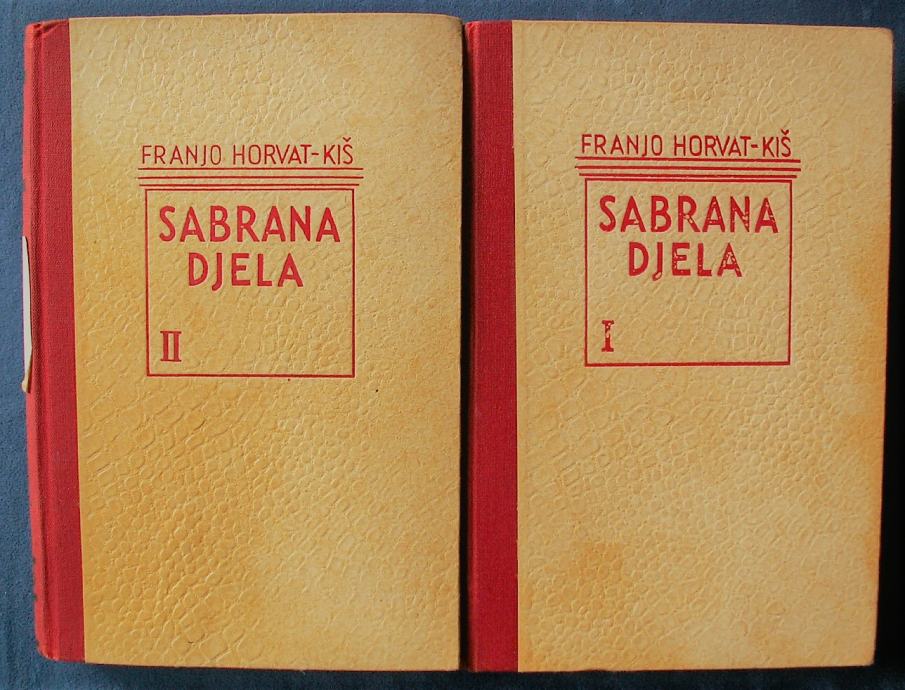 FRANJO HORVAT-KIŠ
SABRANA
DJELA
II
FRANJO HORVAT-KIŠ
SABRANA
DJELA
I